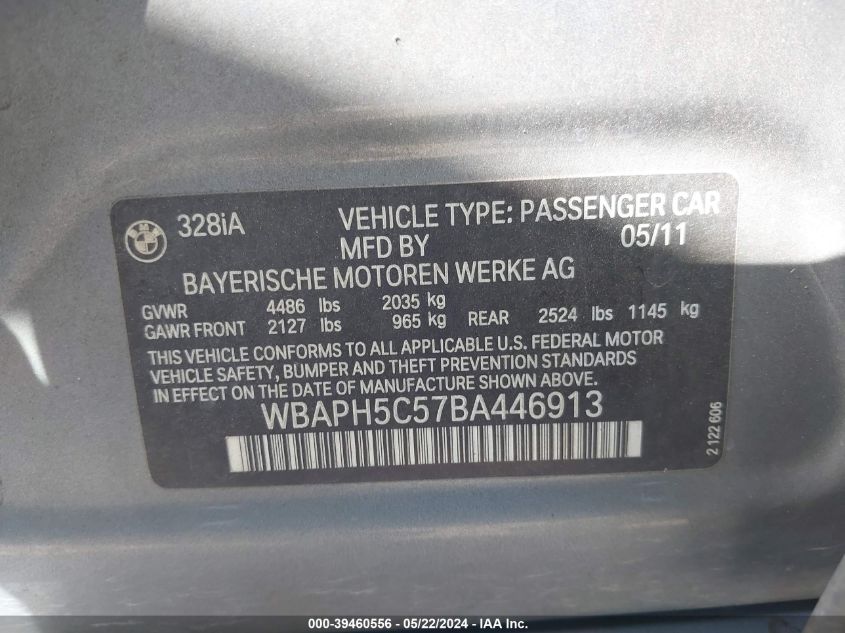 BMW
328iA VEHICLE TYPE: PASSENGER CAR
MFD BY 05/11
BAYERISCHE MOTOREN WERKE AG
GVWR 4486 lbs 2035 kg
GAWR FRONT 2127 lbs 965 kg REAR 2524 lbs 1145 kg
THIS VEHICLE CONFORMS TO ALL APPLICABLE U.S. FEDERAL MOTOR
VEHICLE SAFETY, BUMPER AND THEFT PREVENTION STANDARDS
IN EFFECT ON THE DATE OF MANUFACTURE SHOWN ABOVE.
WBAPH5C57BA446913
2 122 606
000-39460556 - 05/22/2024 - IAA Inc.